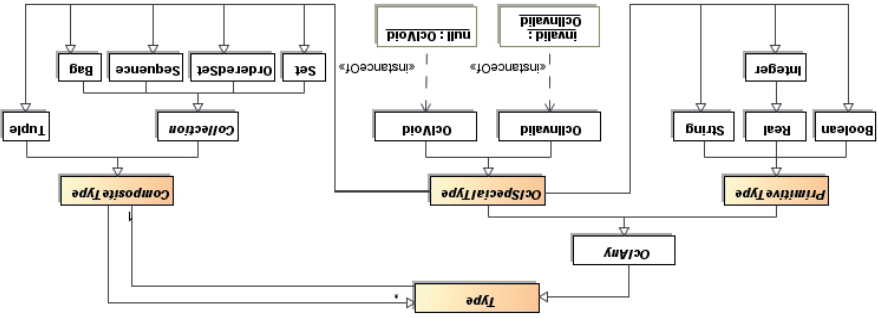 Type
*
OclAny
1
PrimitiveType
OclSpecialType
CompositeType
Boolean
Real
String
OclInvalid
OclVoid
Collection
Tuple
Integer
«instanceOf»
«instanceOf»
Set
OrderedSet
Sequence
Bag
invalid :
OclInvalid
null : OclVoid